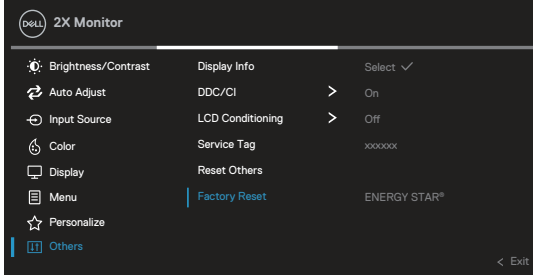 DELL 2X Monitor
Brightness/Contrast Display Info Select ✓
Auto Adjust DDC/CI > On
Input Source LCD Conditioning > Off
Color Service Tag xxxxxx
Display Reset Others
Menu Factory Reset ENERGY STAR®
Personalize
Others
< Exit